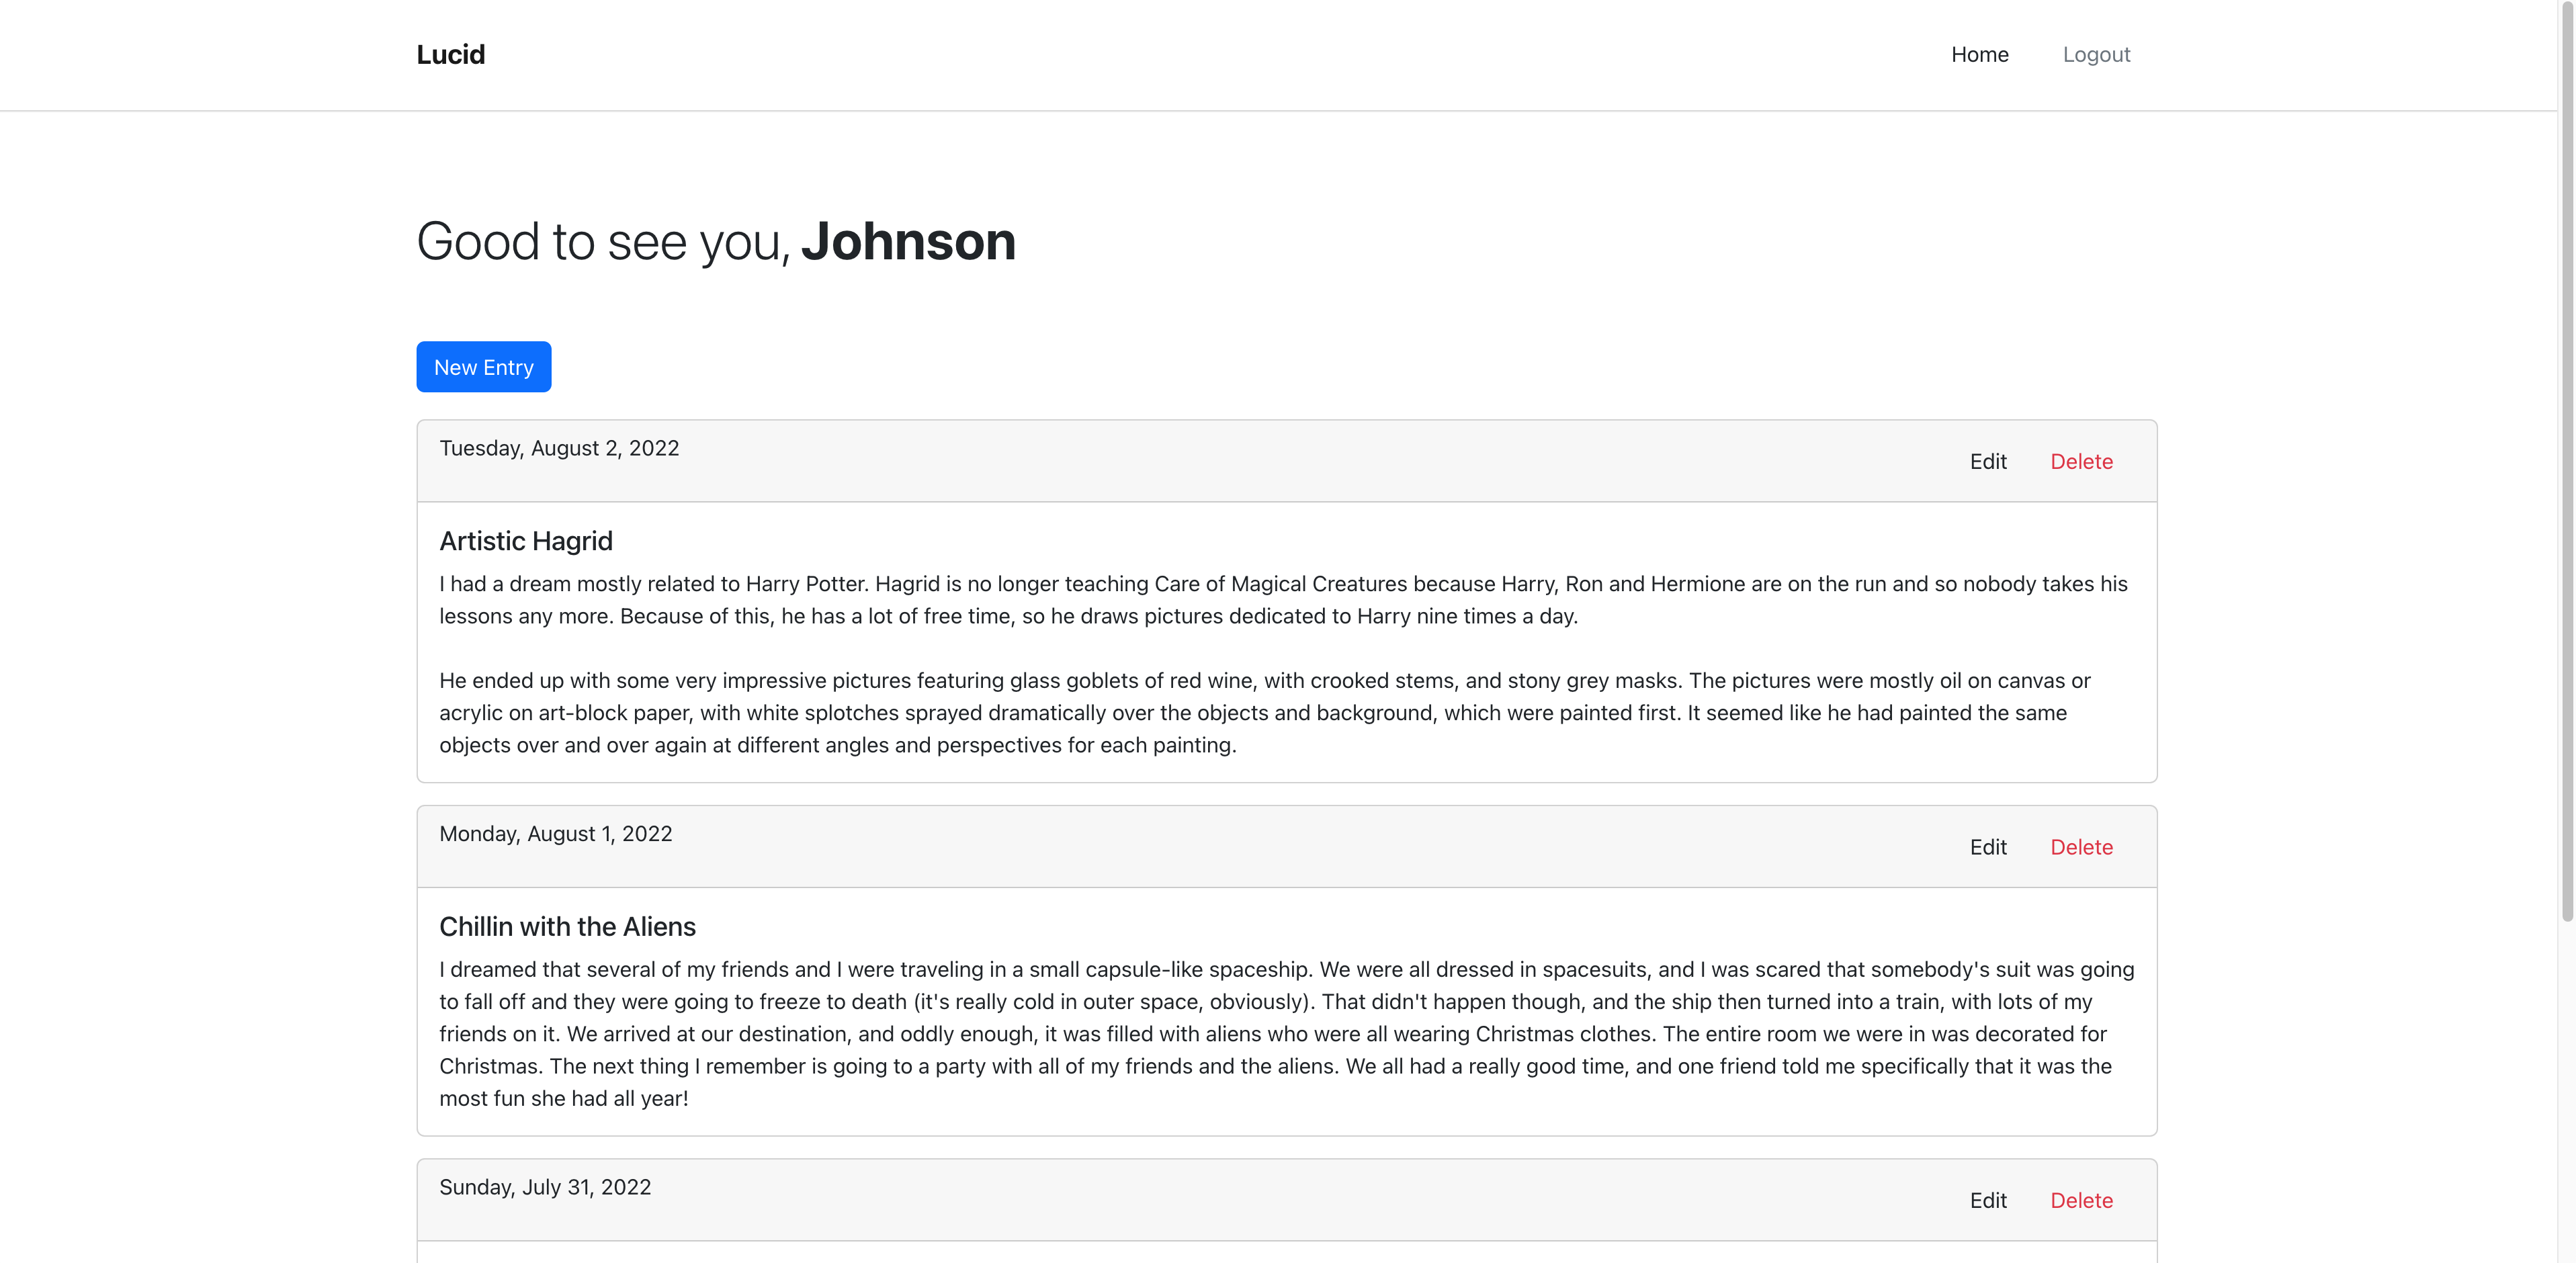 Lucid
Home
Logout
Good to see you, Johnson
New Entry
Tuesday, August 2, 2022
Edit
Delete
Artistic Hagrid
I had a dream mostly related to Harry Potter. Hagrid is no longer teaching Care of Magical Creatures because Harry, Ron and Hermione are on the run and so nobody takes his
lessons any more. Because of this, he has a lot of free time, so he draws pictures dedicated to Harry nine times a day.
He ended up with some very impressive pictures featuring glass goblets of red wine, with crooked stems, and stony grey masks. The pictures were mostly oil on canvas or
acrylic on art-block paper, with white splotches sprayed dramatically over the objects and background, which were painted first. It seemed like he had painted the same
objects over and over again at different angles and perspectives for each painting.
Monday, August 1, 2022
Edit
Delete
Chillin with the Aliens
I dreamed that several of my friends and I were traveling in a small capsule-like spaceship. We were all dressed in spacesuits, and I was scared that somebody's suit was going
to fall off and they were going to freeze to death (it's really cold in outer space, obviously). That didn't happen though, and the ship then turned into a train, with lots of my
friends on it. We arrived at our destination, and oddly enough, it was filled with aliens who were all wearing Christmas clothes. The entire room we were in was decorated for
Christmas. The next thing I remember is going to a party with all of my friends and the aliens. We all had a really good time, and one friend told me specifically that it was the
most fun she had all year!
Sunday, July 31, 2022
Edit
Delete